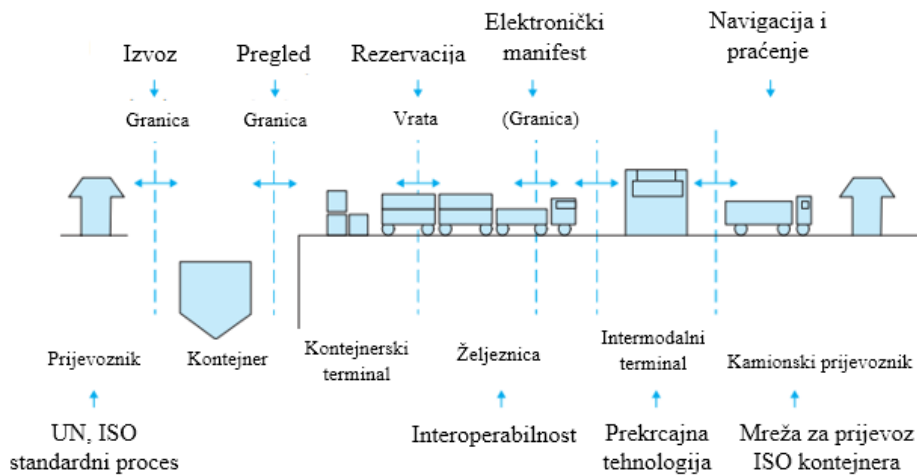 Izvoz
Pregled
Rezervacija
Elektronički
manifest
Navigacija i
praćenje
Granica
Granica
Vrata
(Granica)
Prijevoznik
Kontejner
Kontejnerski
terminal
Željeznica
Intermodalni
terminal
Kamionski prijevoznik
UN, ISO
standardni proces
Interoperabilnost
Prekrcajna
tehnologija
Mreža za prijevoz
ISO kontejnera